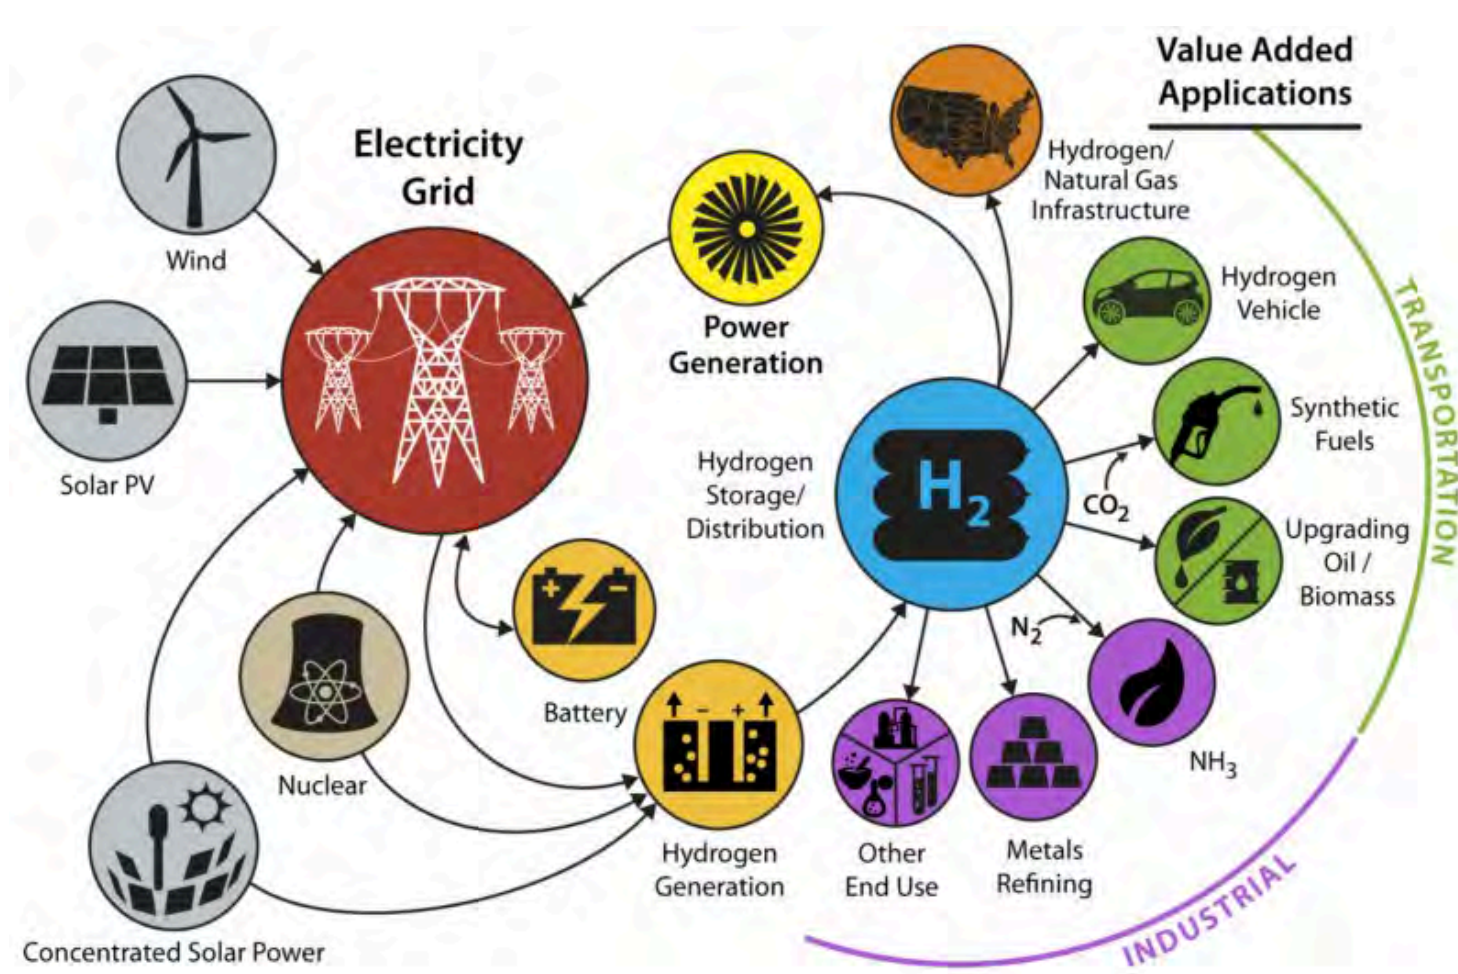 Value Added
Applications
Electricity
Grid
Wind
Hydrogen/
Natural Gas
Infrastructure
Hydrogen
Vehicle
Power
Generation
TRANSPORTATION
Synthetic
Fuels
Solar PV
Hydrogen
Storage/
Distribution
H2
CO2
Upgrading
Oil /
Biomass
+ −
N2
Battery
− +
NH3
Nuclear
Hydrogen
Generation
Other
End Use
Metals
Refining
INDUSTRIAL
Concentrated Solar Power